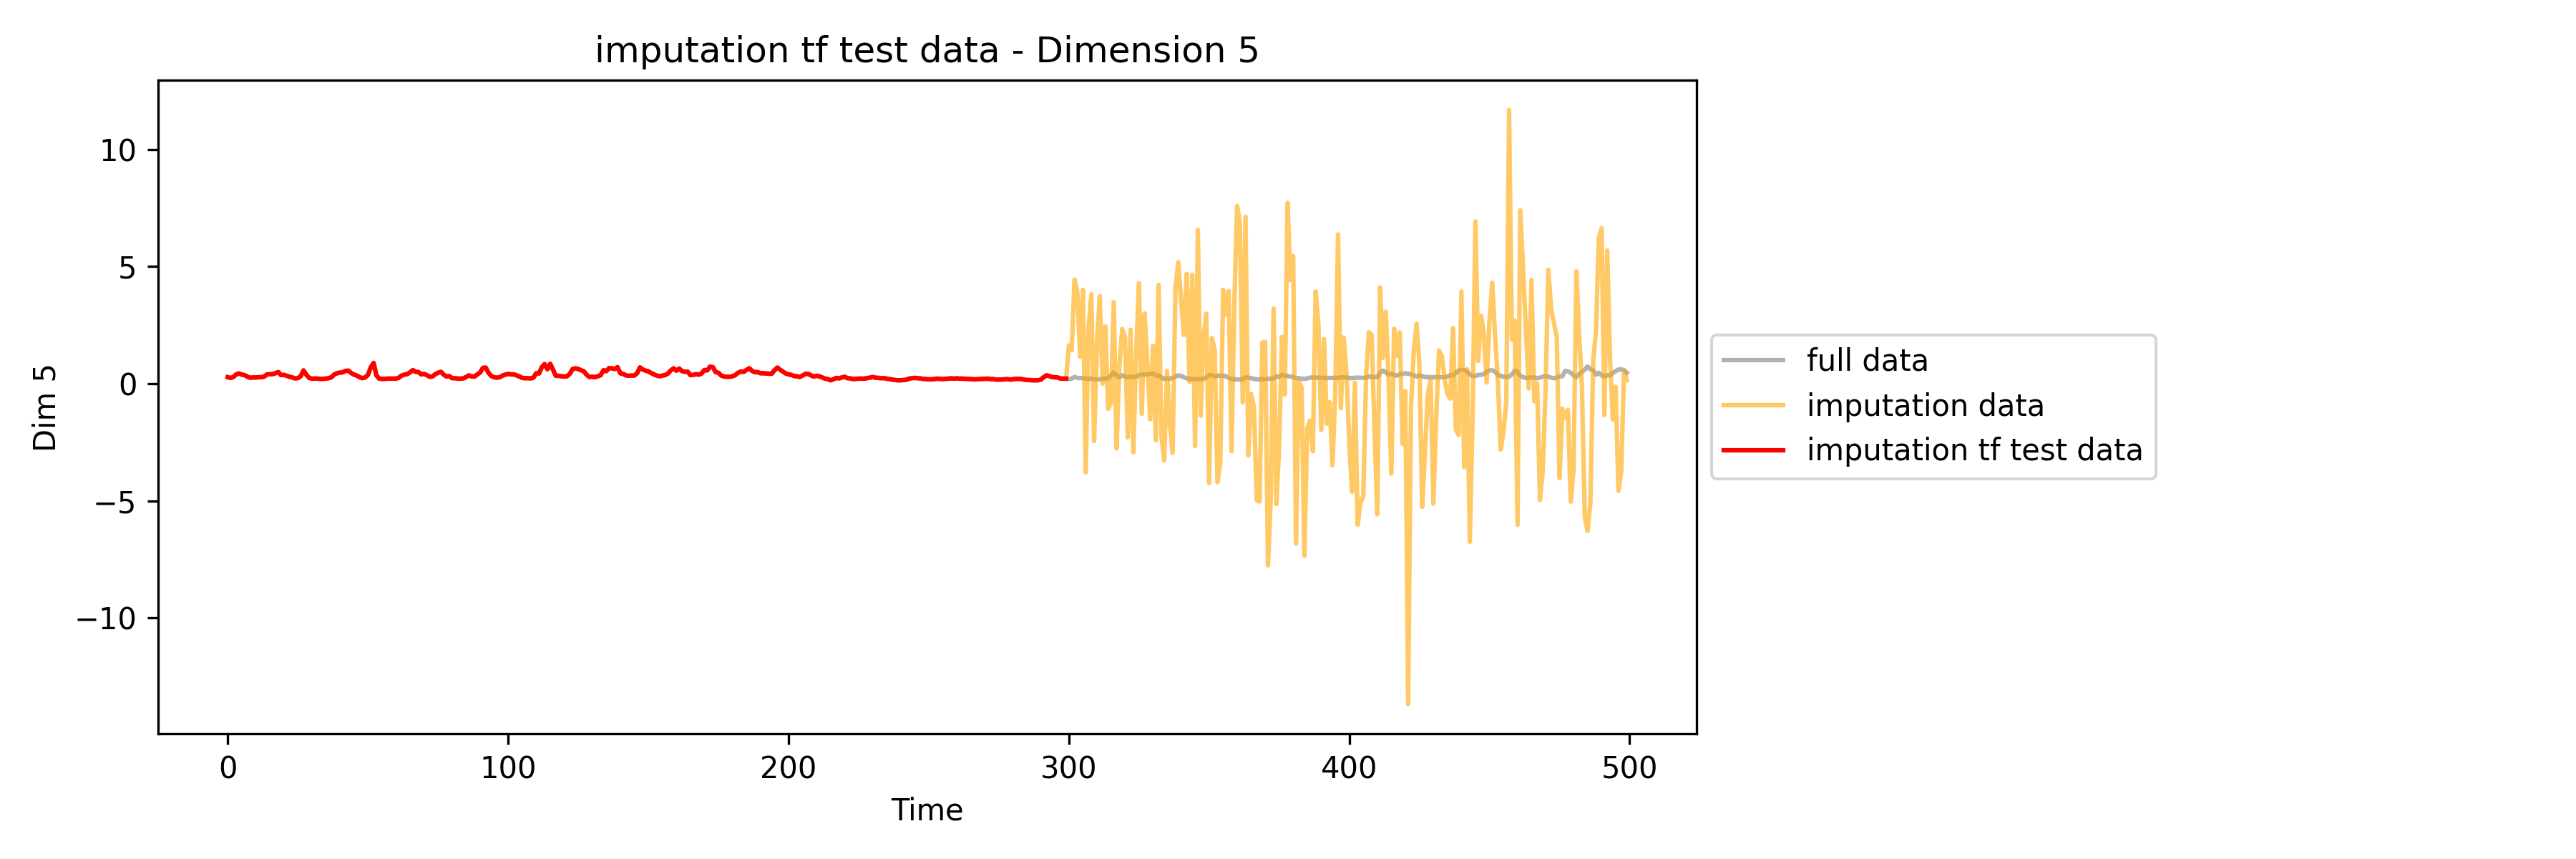 imputation tf test data - Dimension 5
10
5
0
−5
−10
Dim 5
0
100
200
300
400
500
Time
full data
imputation data
imputation tf test data